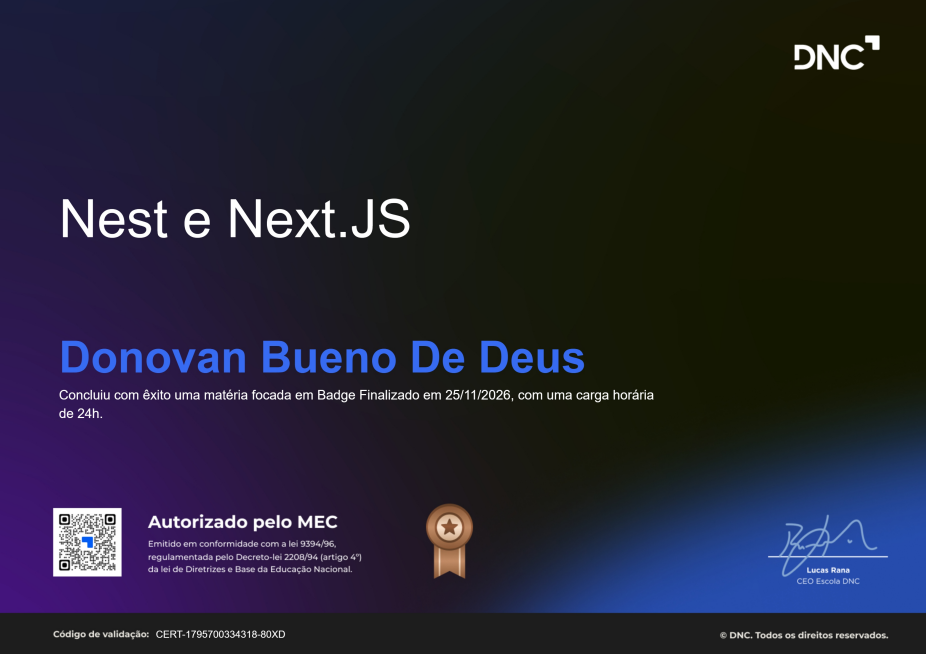 DNC
Nest e Next.JS
Donovan Bueno De Deus
Concluiu com êxito uma matéria focada em Badge Finalizado em 25/11/2026, com uma carga horária
de 24h.
Autorizado pelo MEC
Emitido em conformidade com a lei 9394/96,
regulamentada pelo Decreto-lei 2208/94 (artigo 4°)
da lei de Diretrizes e Base da Educação Nacional.
Lucas Rana
CEO Escola DNC
Código de validação: CERT-1795700334318-80XD
© DNC. Todos os direitos reservados.